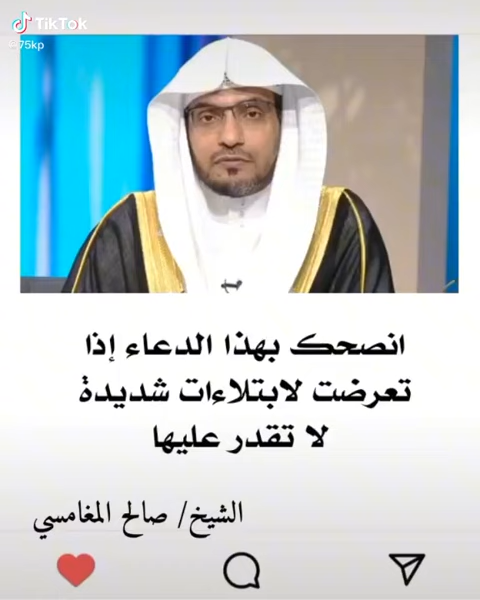 TikTok
@75kp
انصحك بهذا الدعاء إذا
تعرضت لابتلاءات شديدة
لا تقدر عليها
الشيخ/ صالح المغامسي